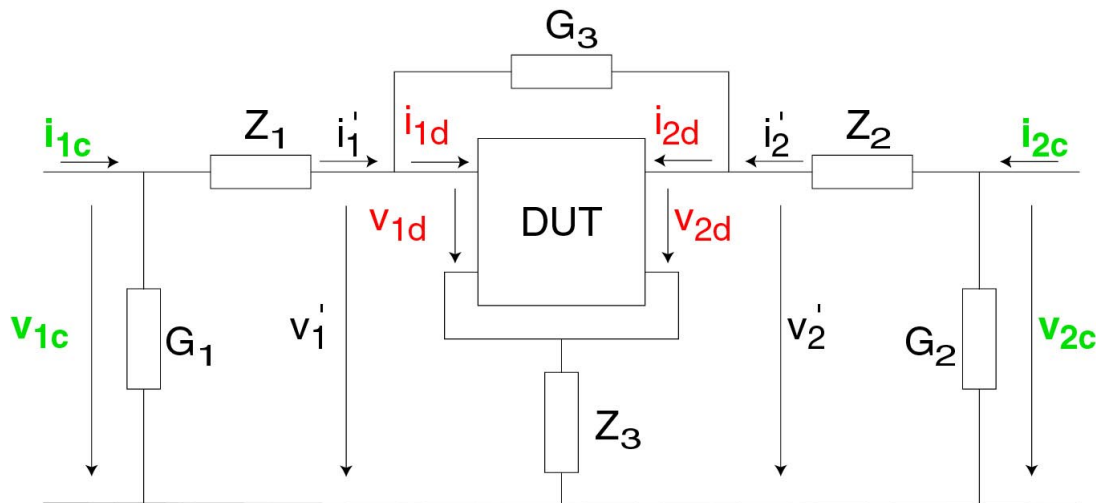 G₃
i₁c Z₁ i₁' i₁d i₂d i₂' Z₂ i₂c
v₁d DUT v₂d
v₁c G₁ v₁' v₂' G₂ v₂c
Z₃